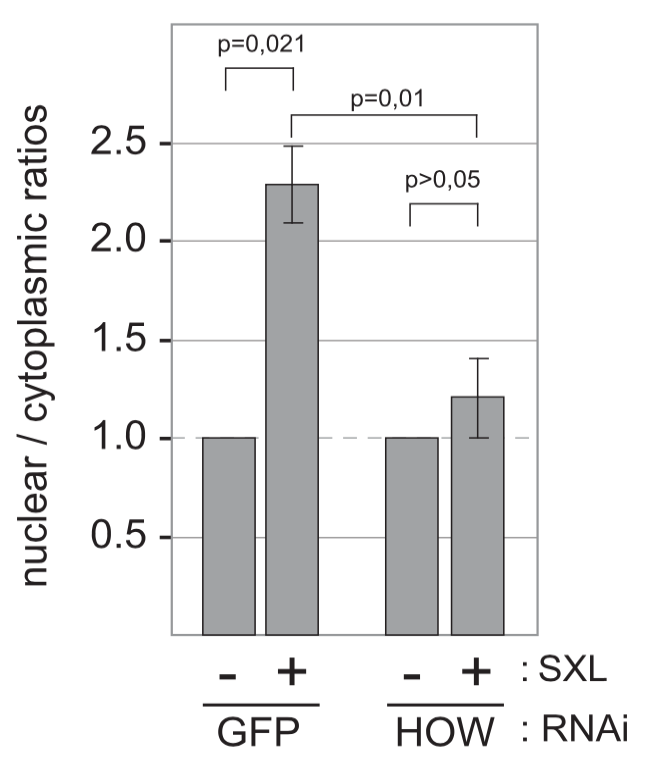 p=0,021
p=0,01
p>0,05
nuclear / cytoplasmic ratios
2.5
2.0
1.5
1.0
0.5
- + - + : SXL
GFP HOW : RNAi